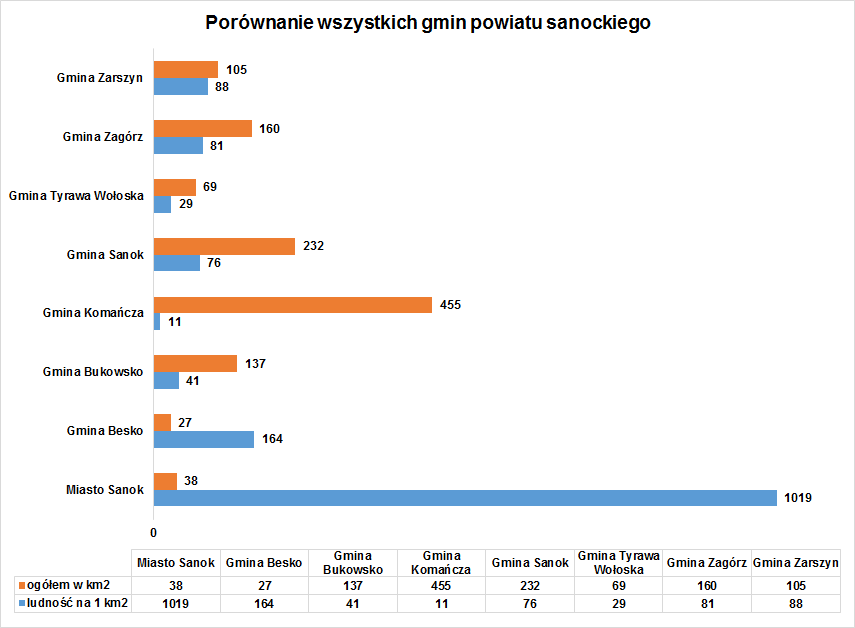 Porównanie wszystkich gmin powiatu sanockiego
Gmina Zarszyn
105
88
Gmina Zagórz
160
81
Gmina Tyrawa Wołoska
69
29
Gmina Sanok
232
76
Gmina Komańcza
455
11
Gmina Bukowsko
137
41
Gmina Besko
27
164
Miasto Sanok
38
1019
0
Miasto Sanok Gmina Besko Gmina Bukowsko Gmina Komańcza Gmina Sanok Gmina Tyrawa Wołoska Gmina Zagórz Gmina Zarszyn
ogółem w km2 38 27 137 455 232 69 160 105
ludność na 1 km2 1019 164 41 11 76 29 81 88